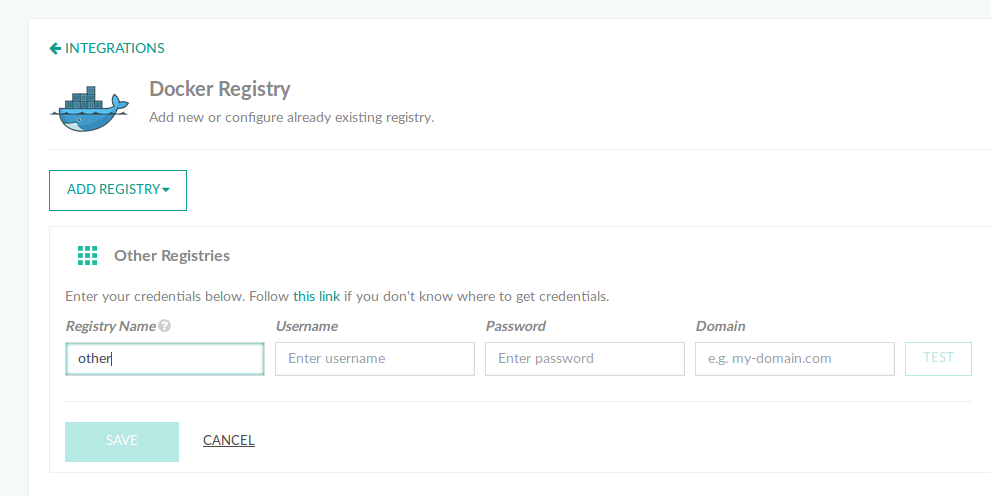 INTEGRATIONS
Docker Registry
Add new or configure already existing registry.
ADD REGISTRY
Other Registries
Enter your credentials below. Follow this link if you don't know where to get credentials.
Registry Name ? Username Password Domain
other Enter username Enter password e.g. my-domain.com TEST
SAVE CANCEL